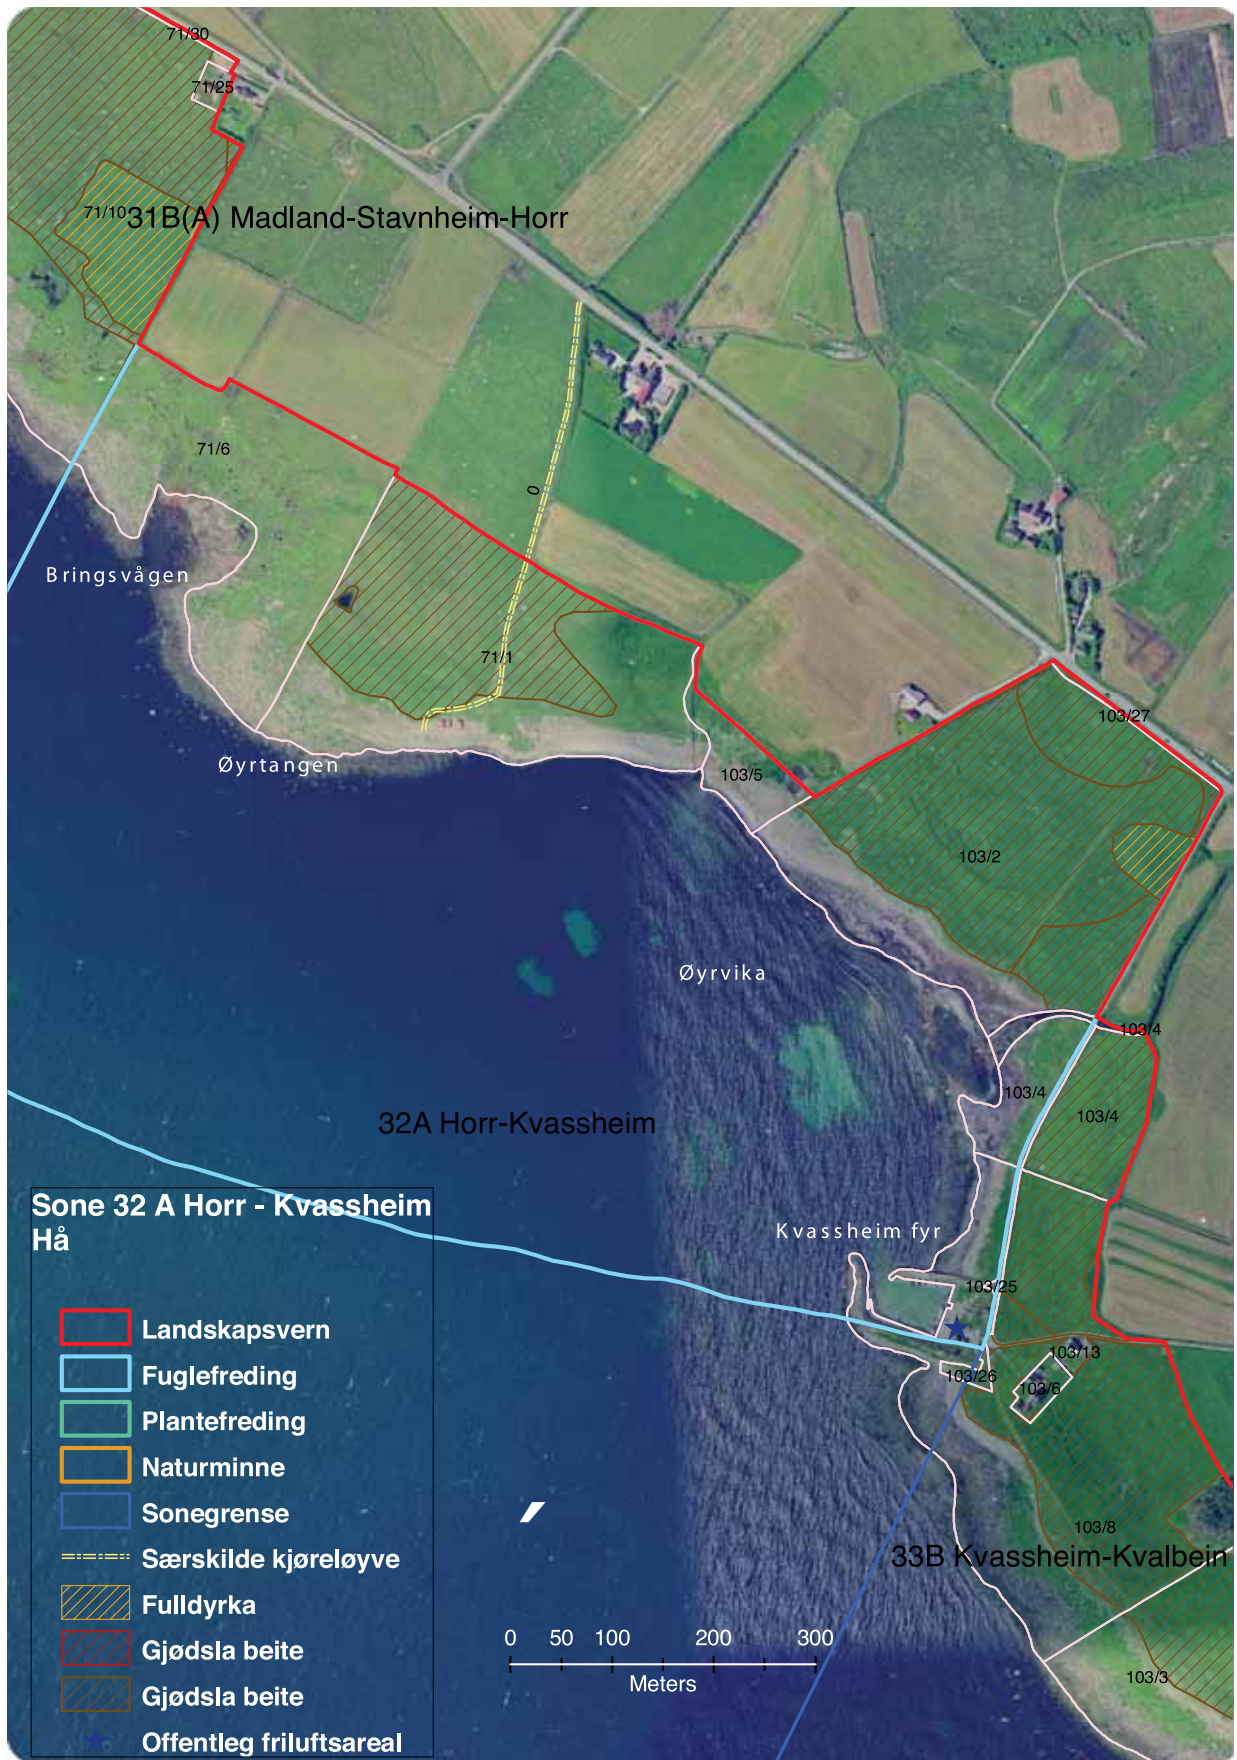 71/30
71/25
71/10
31B(A) Madland-Stavnheim-Horr
71/6
0
Bringsvågen
71/1
Øyrtangen
103/27
103/5
103/2
Øyrvika
103/4
103/4
103/4
32A Horr-Kvassheim
Kvassheim fyr
103/25
103/13
103/26
103/6
103/8
33B Kvassheim-Kvalbein
103/3
Sone 32 A Horr - Kvassheim
Hå
Landskapsvern
Fuglefreding
Plantefreding
Naturminne
Sonegrense
Særskilde kjøreløyve
Fulldyrka
Gjødsla beite
Gjødsla beite
Offentleg friluftsareal
0 50 100 200 300
Meters